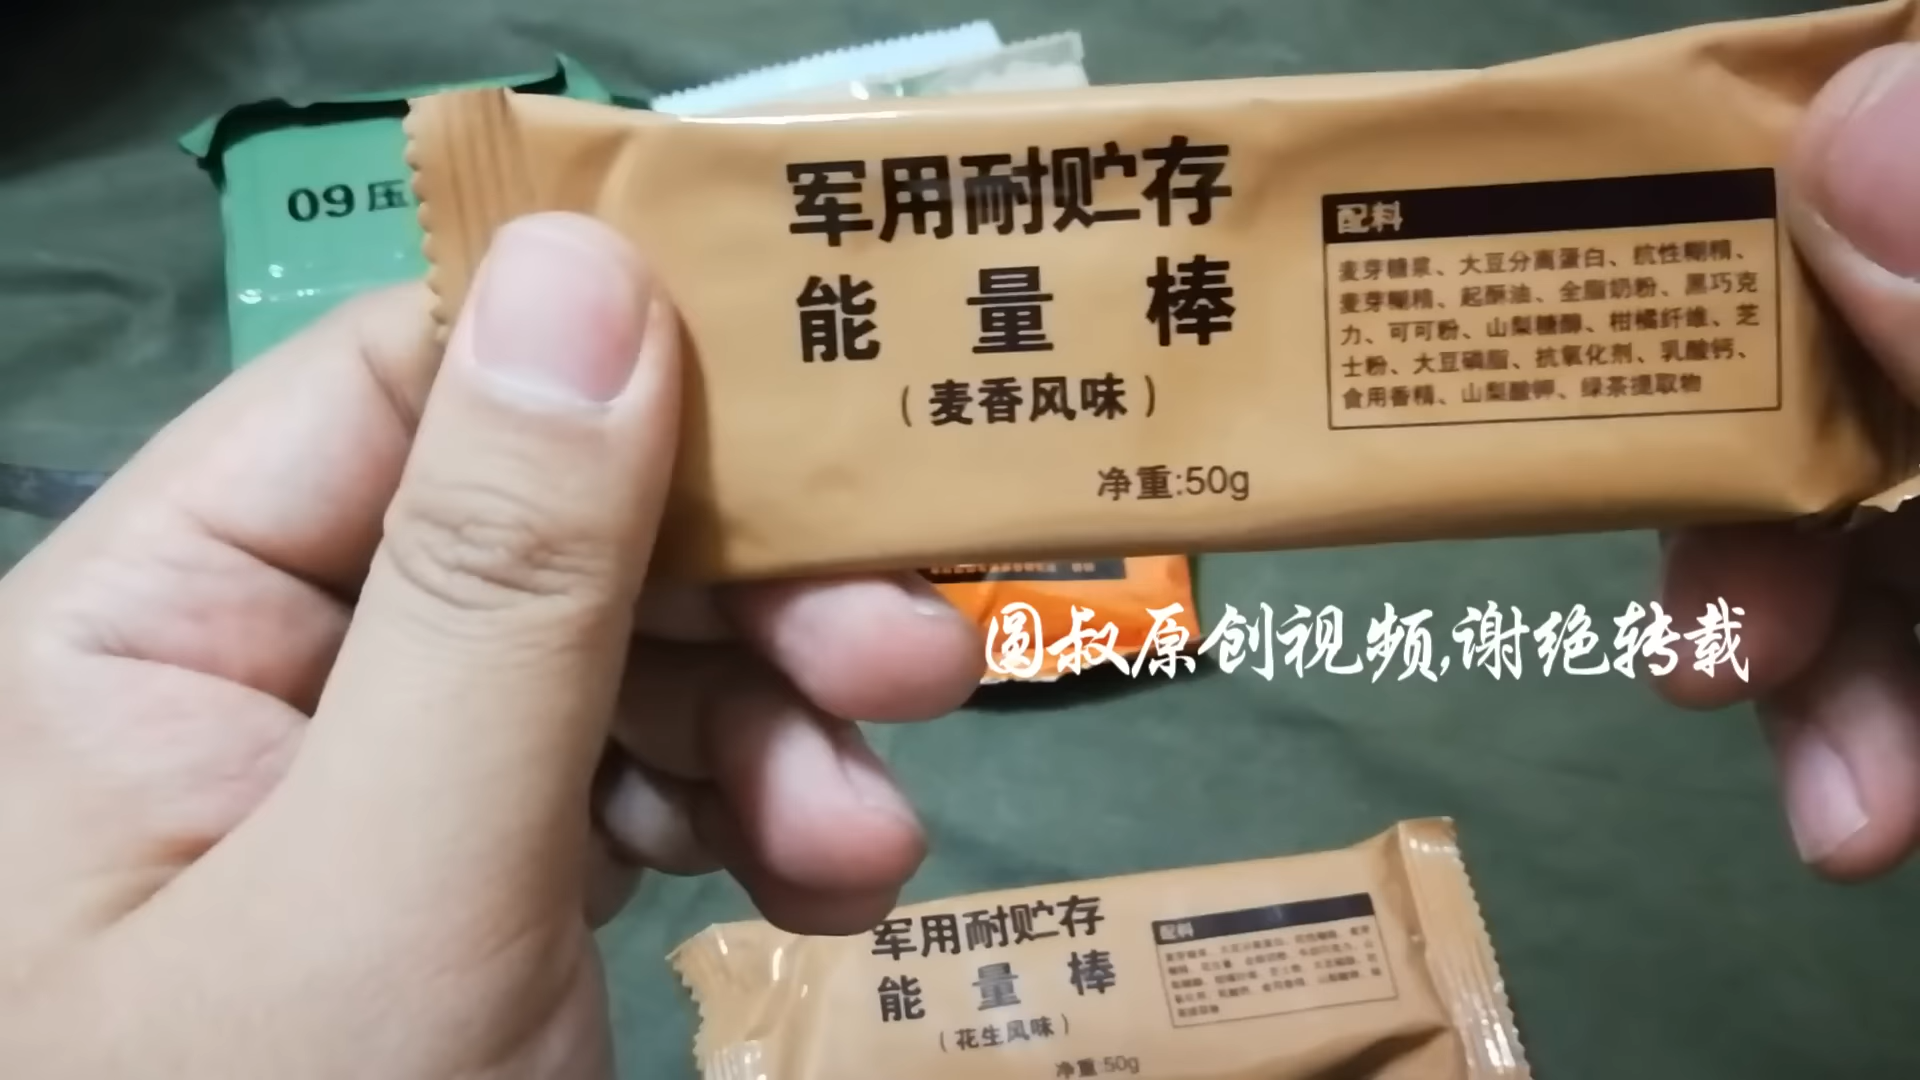 09压
军用耐贮存
能量棒
(麦香风味)
净重:50g
配料
麦芽糖浆、大豆分离蛋白、抗性糊精、
麦芽糊精、起酥油、全脂奶粉、黑巧克
力、可可粉、山梨糖醇、柑橘纤维、芝
士粉、大豆磷脂、抗氧化剂、乳酸钙、
食用香精、山梨酸钾、绿茶提取物
圆叔原创视频,谢绝转载
军用耐贮存
能量棒
(花生风味)
净重:50g
配料